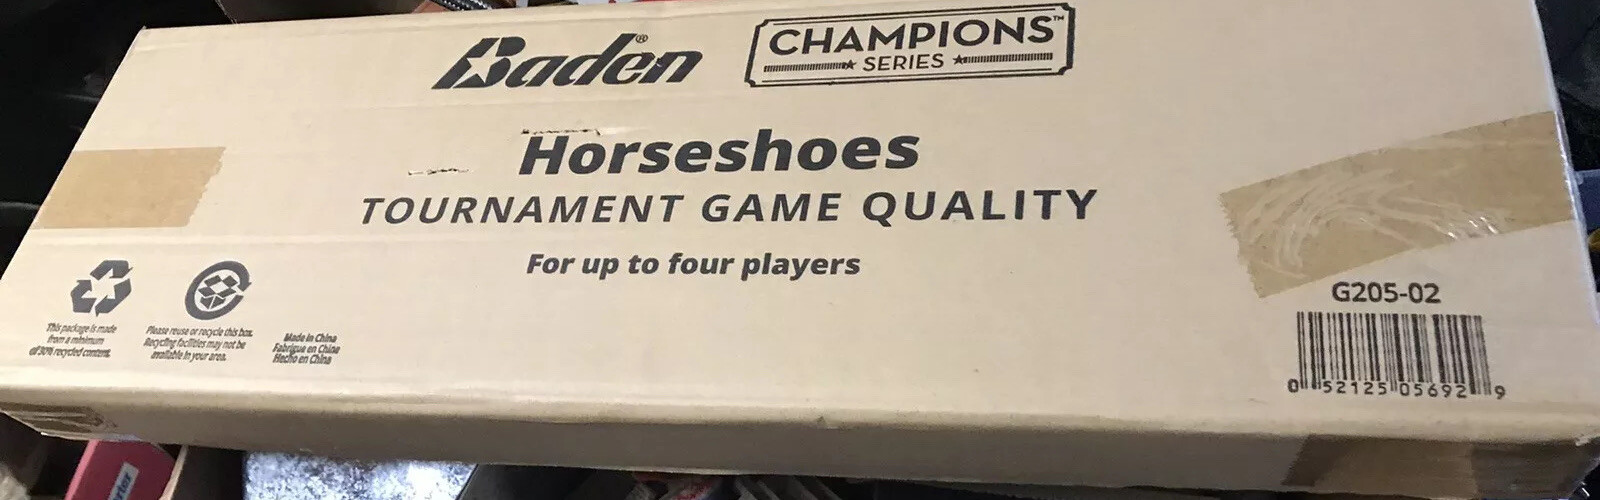 Baden®
CHAMPIONS™
SERIES
Horseshoes
TOURNAMENT GAME QUALITY
For up to four players
G205-02
0 52125 05692 9
This package is made
from a minimum
of 30% recycled content.
Please reuse or recycle this box.
Recycling facilities may not be
available in your area.
Made in China
Fabriqué en China
Hecho en China